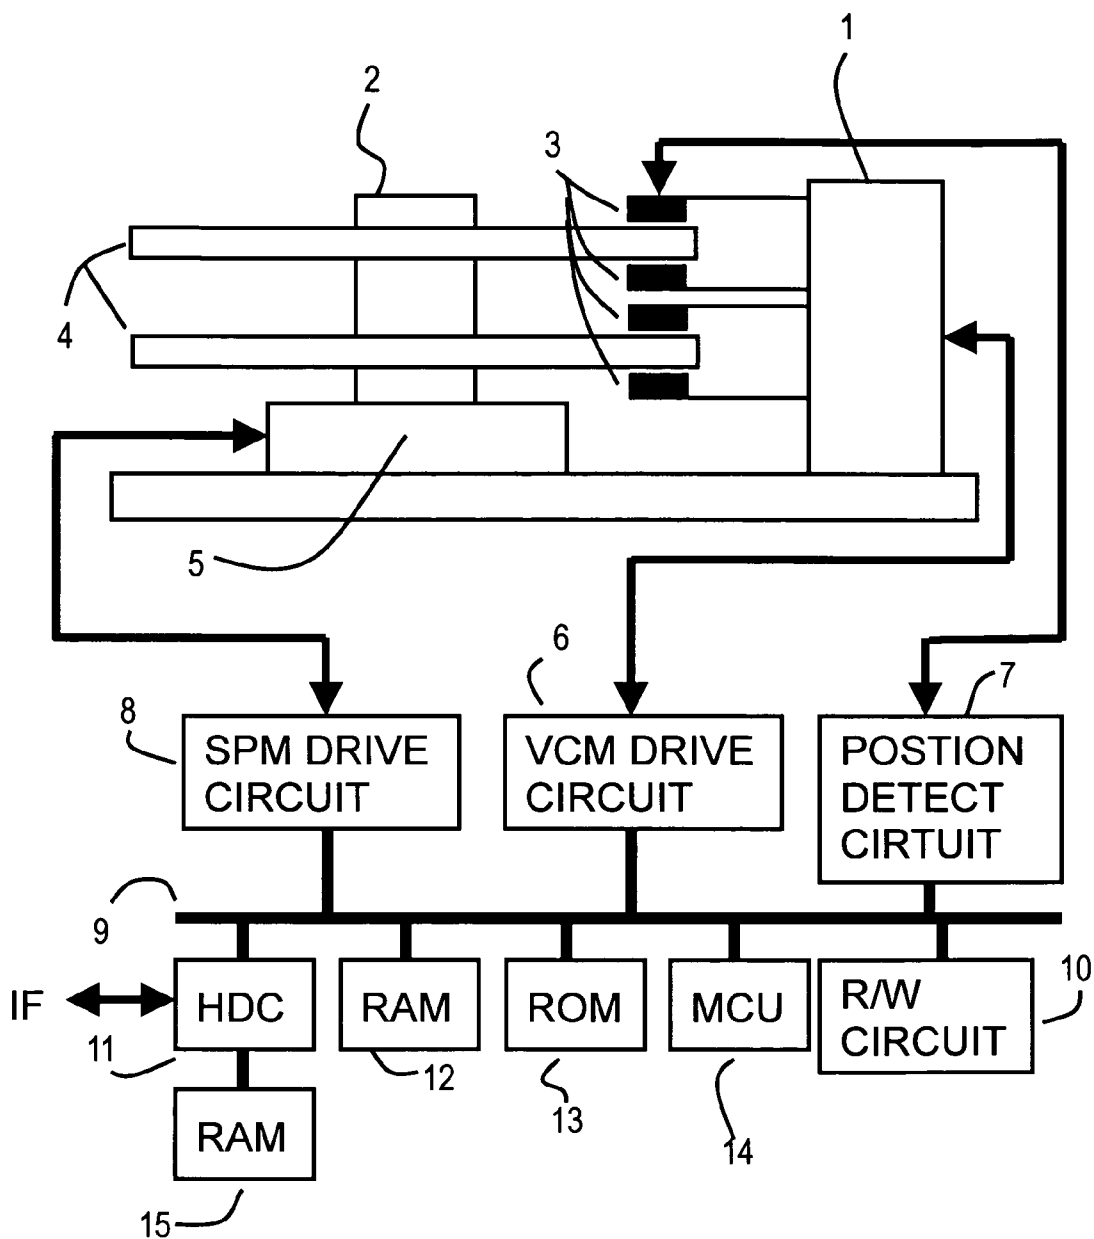 1
2
3
4
5
6
7
8
SPM DRIVE
CIRCUIT
VCM DRIVE
CIRCUIT
POSTION
DETECT
CIRTUIT
9
IF
HDC
RAM
ROM
MCU
R/W
CIRCUIT
10
11
12
13
14
RAM
15